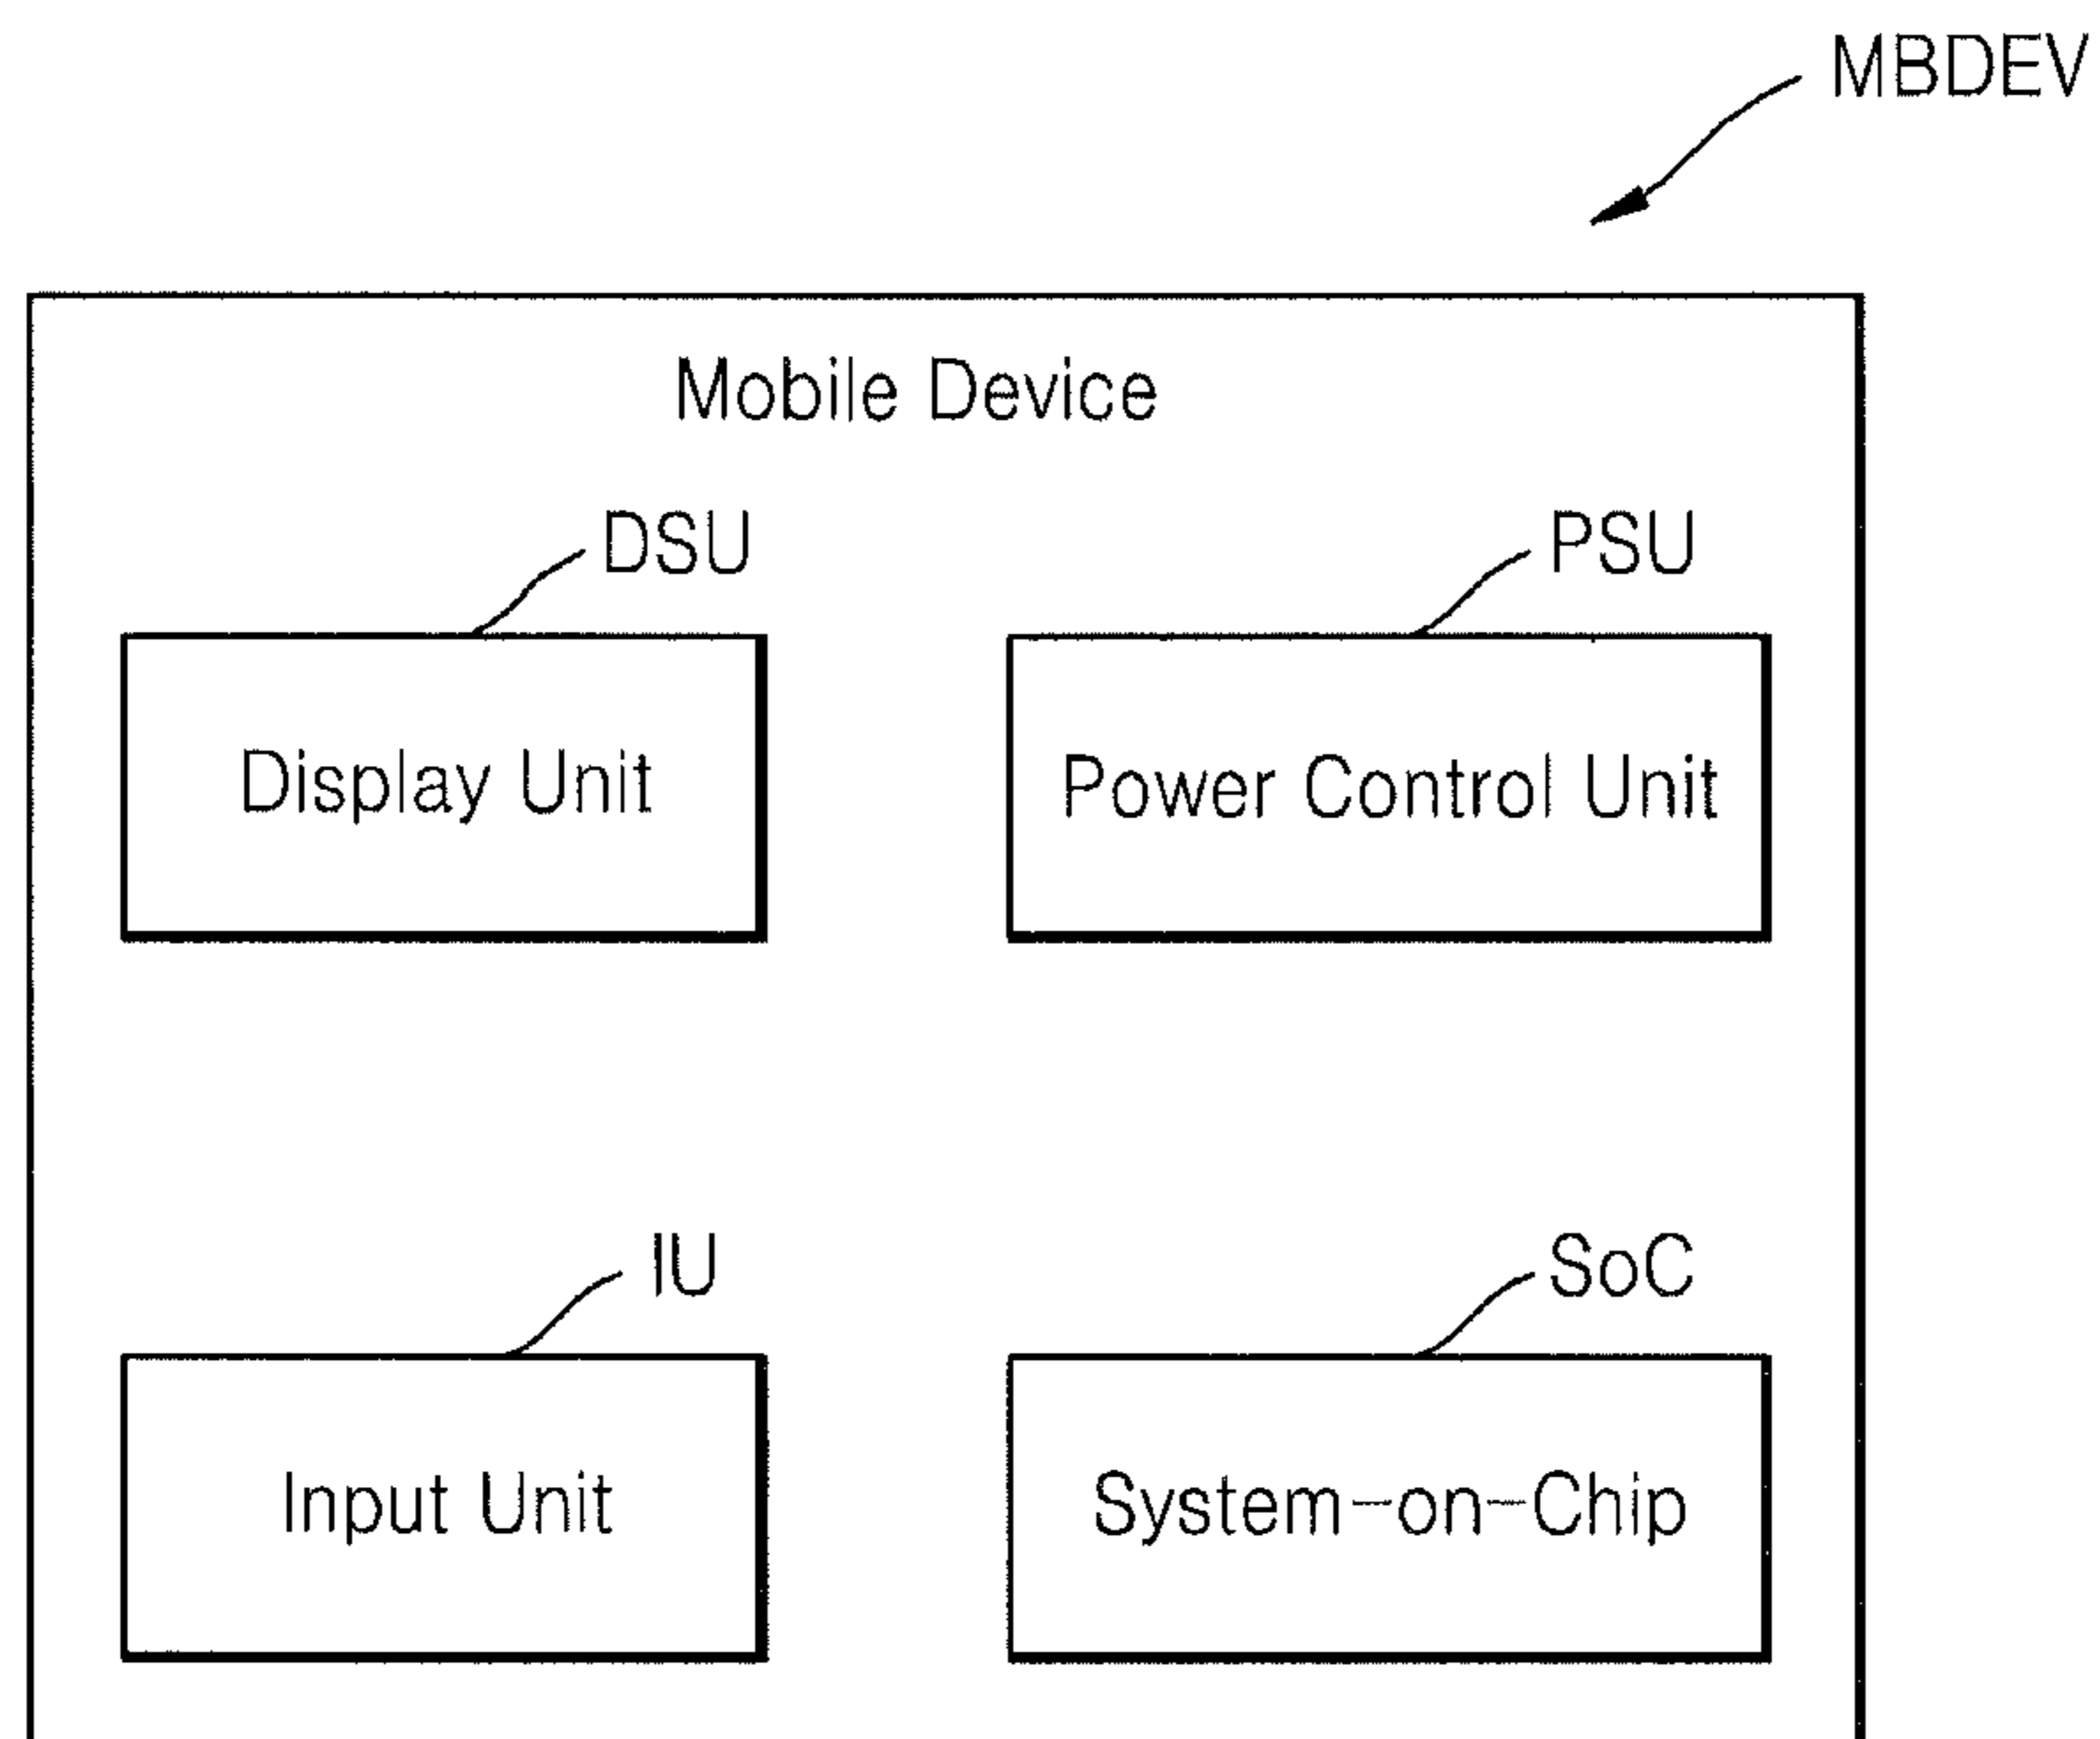 MBDEV
Mobile Device
DSU
PSU
Display Unit
Power Control Unit
IU
SoC
Input Unit
System-on-Chip